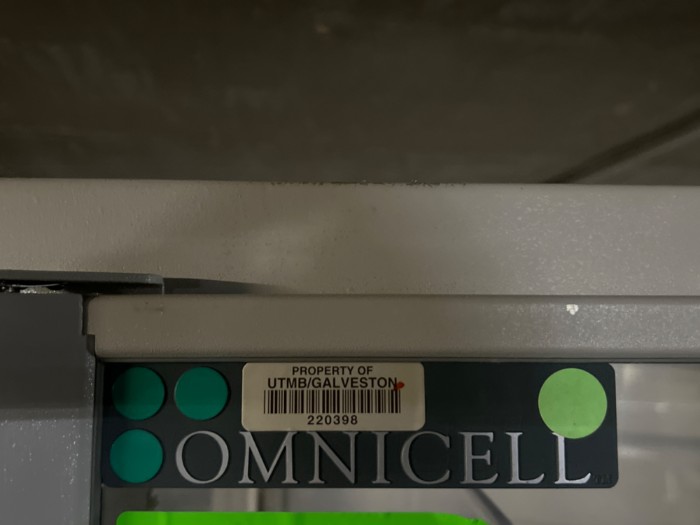 PROPERTY OF
UTMB/GALVESTON
220398
OMNICELL